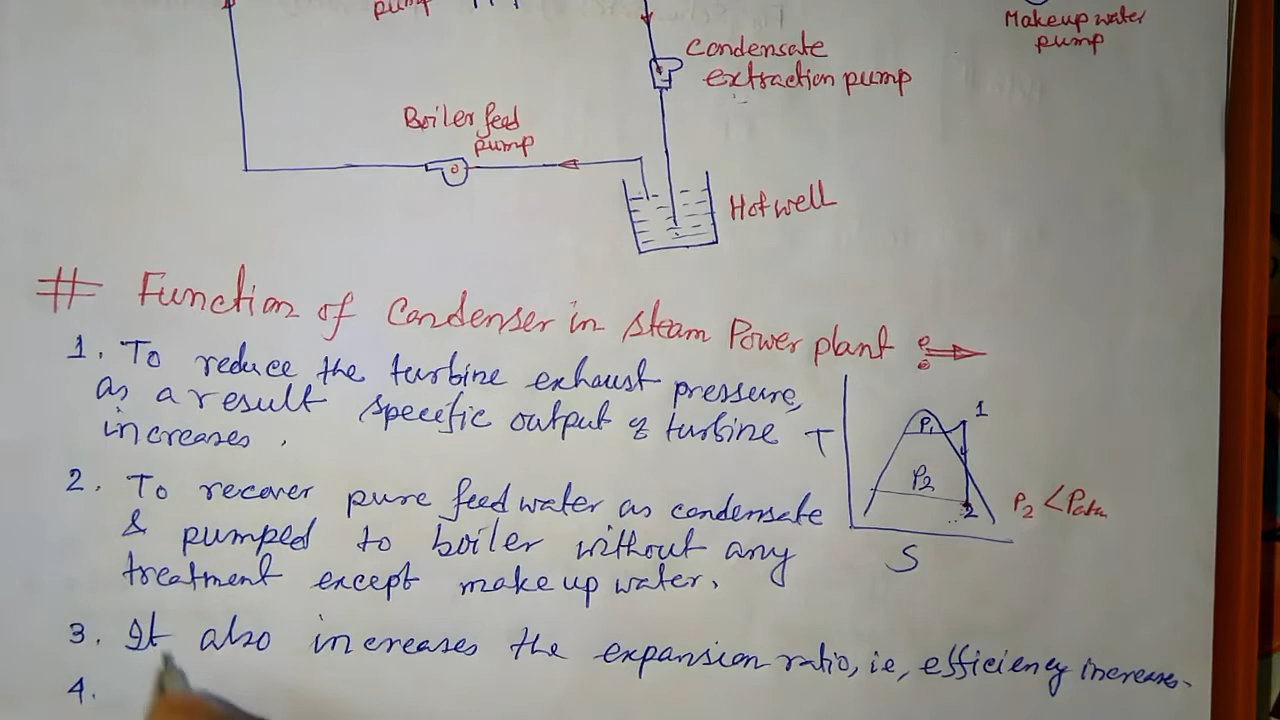 pump
Makeup water
pump
Condensate
extraction pump
Boiler feed
pump
Hotwell
# Function of Condenser in Steam Power plant :
1. To reduce the turbine exhaust pressure,
as a result specific output of turbine
increases.
T
P1
1
P2
2
P2 < Patm
S
2. To recover pure feed water as condensate
& pumped to boiler without any
treatment except make up water.
3. It also increases the expansion ratio, ie, efficiency increases.
4.